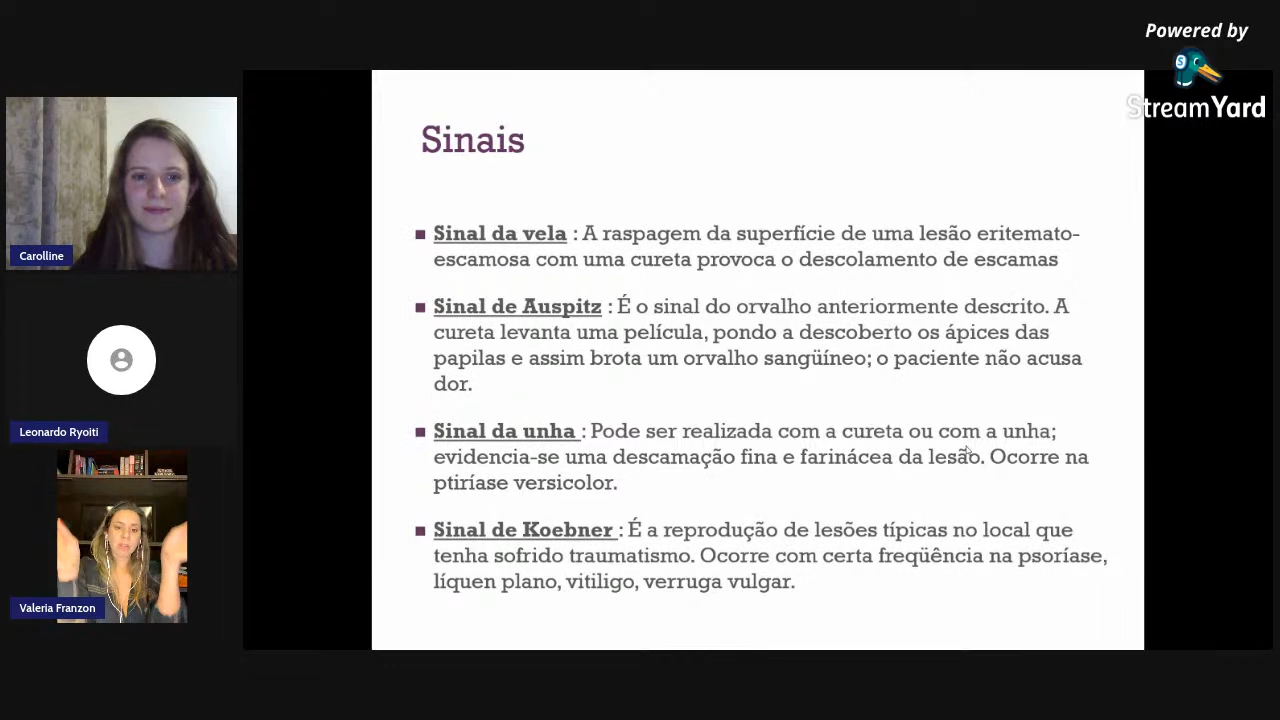 Powered by
StreamYard
Carolline
Leonardo Ryoiti
Valeria Franzon
Sinais
Sinal da vela : A raspagem da superfície de uma lesão eritemato-
escamosa com uma cureta provoca o descolamento de escamas
Sinal de Auspitz : É o sinal do orvalho anteriormente descrito. A
cureta levanta uma película, pondo a descoberto os ápices das
papilas e assim brota um orvalho sangüíneo; o paciente não acusa
dor.
Sinal da unha : Pode ser realizada com a cureta ou com a unha;
evidencia-se uma descamação fina e farinácea da lesão. Ocorre na
ptiríase versicolor.
Sinal de Koebner : É a reprodução de lesões típicas no local que
tenha sofrido traumatismo. Ocorre com certa freqüência na psoríase,
líquen plano, vitiligo, verruga vulgar.